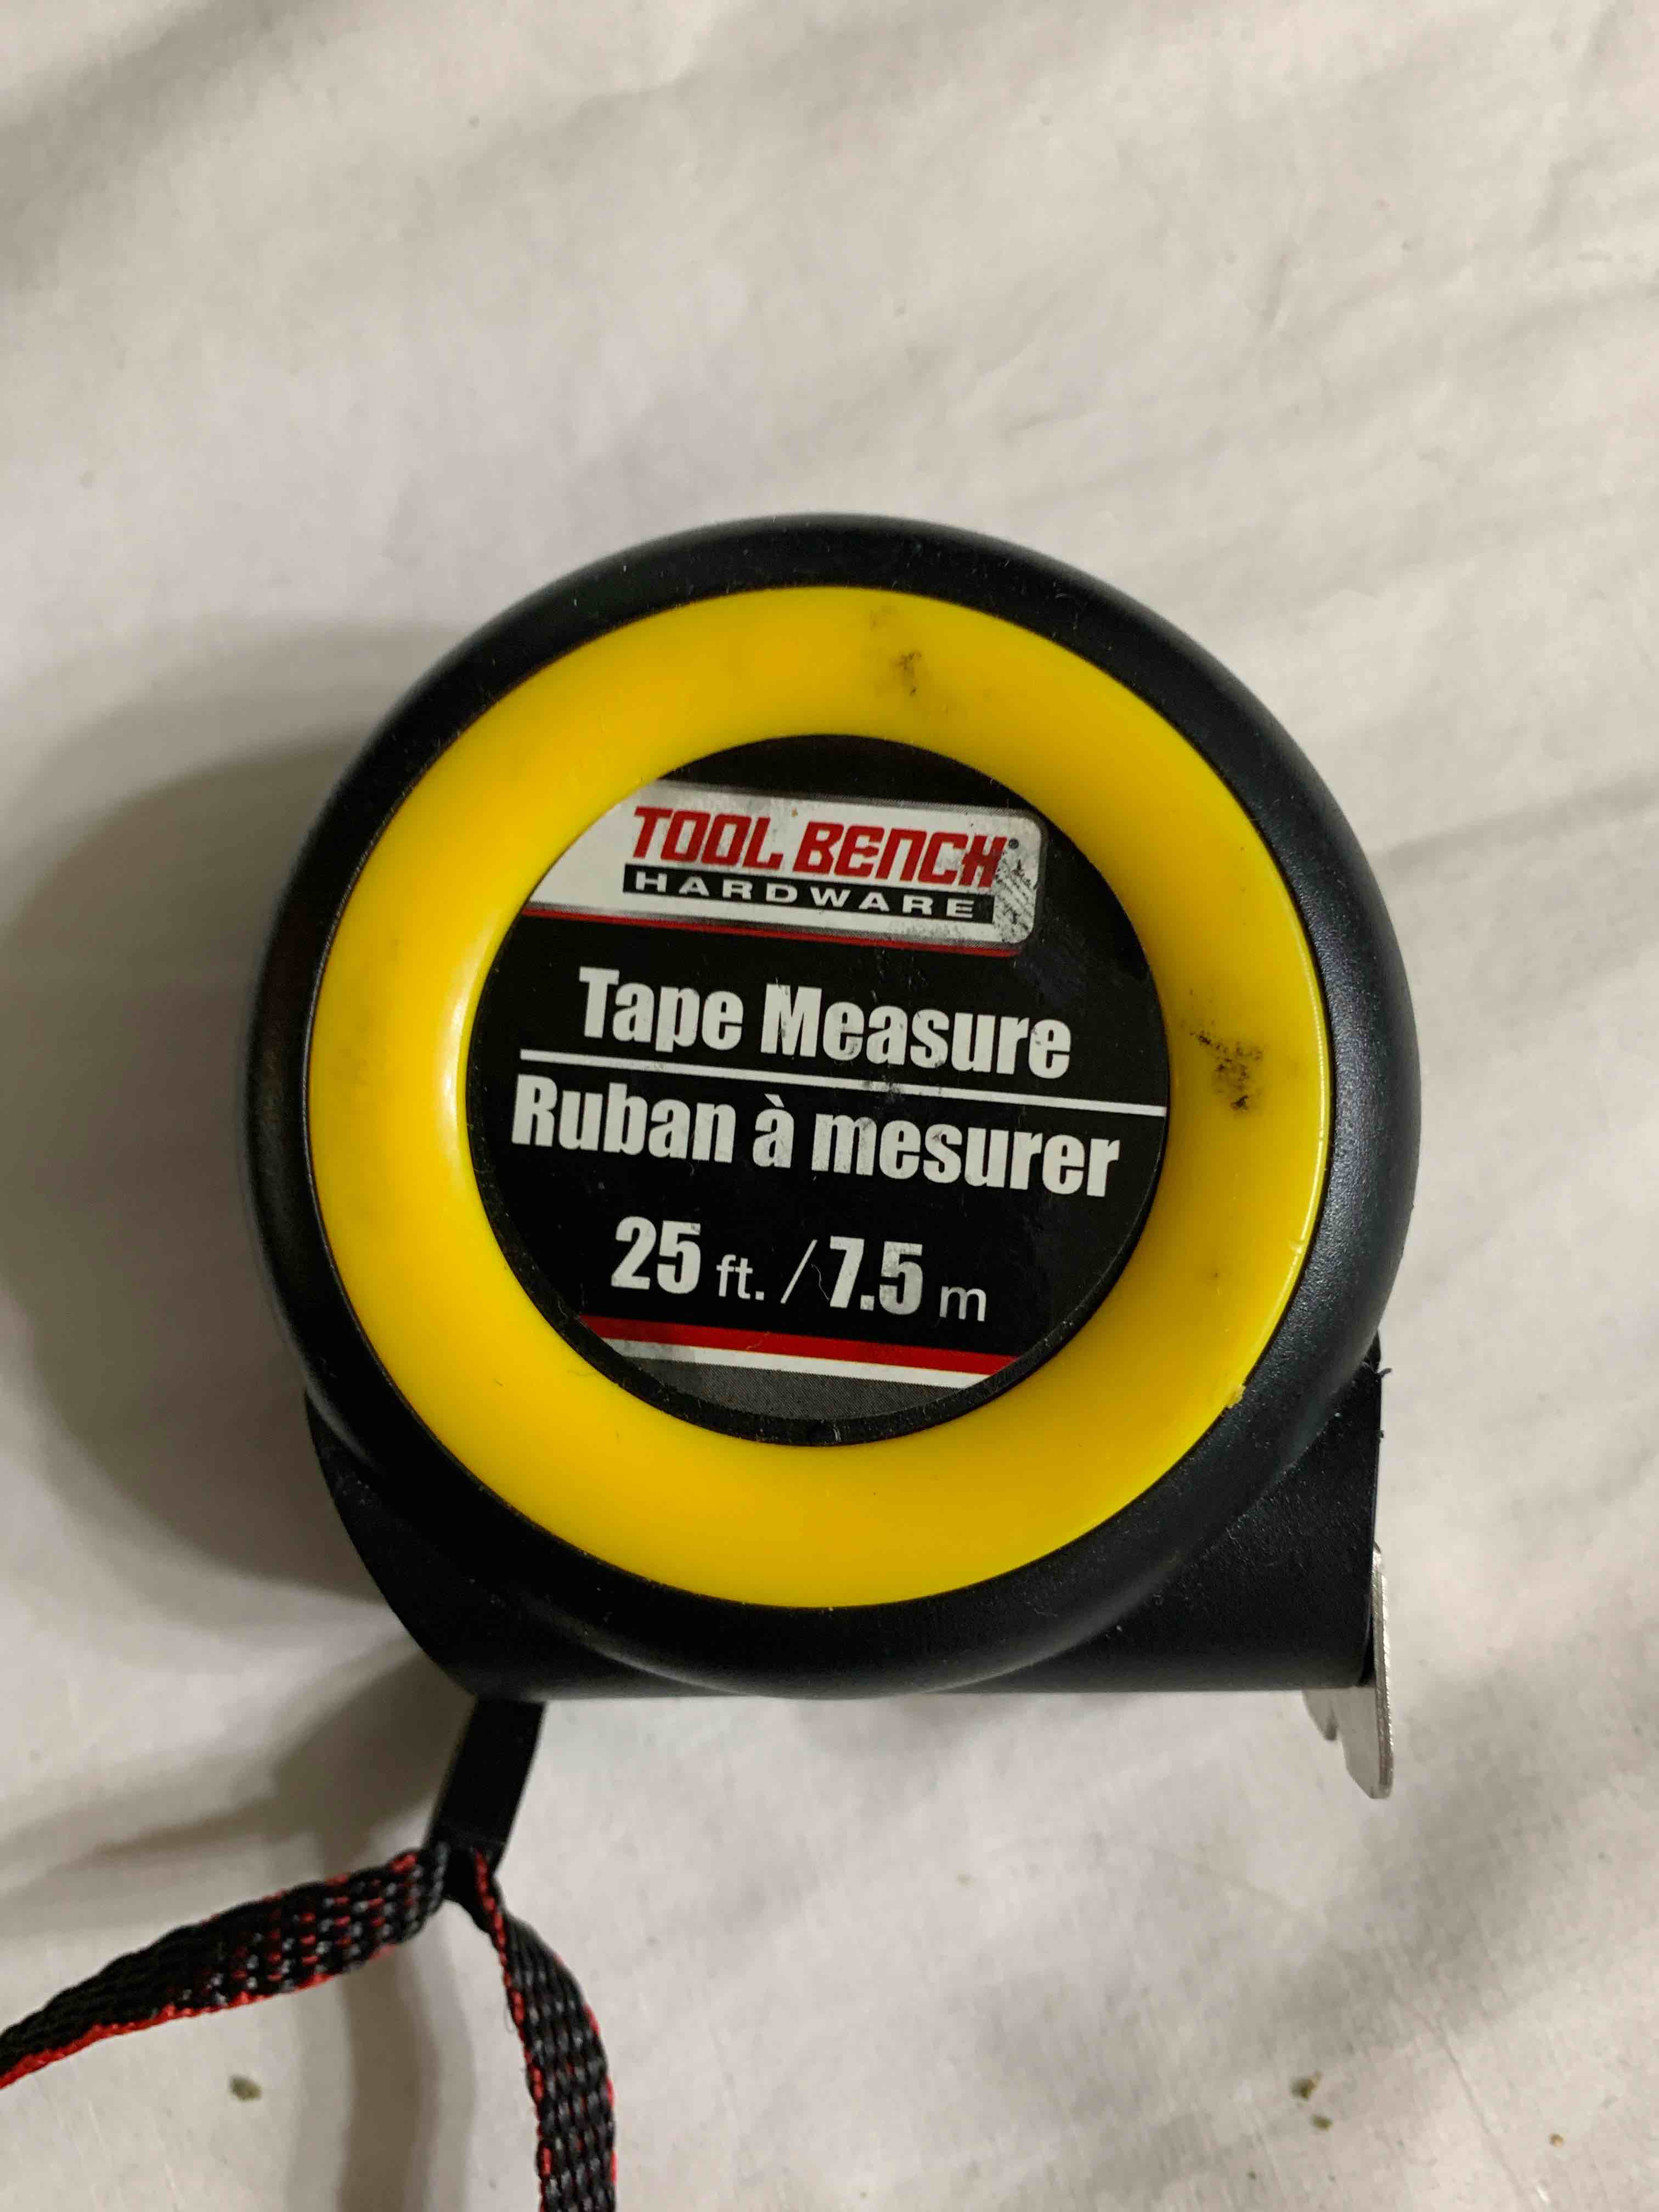 TOOL BENCH®
HARDWARE
Tape Measure
Ruban à mesurer
25 ft. / 7.5 m